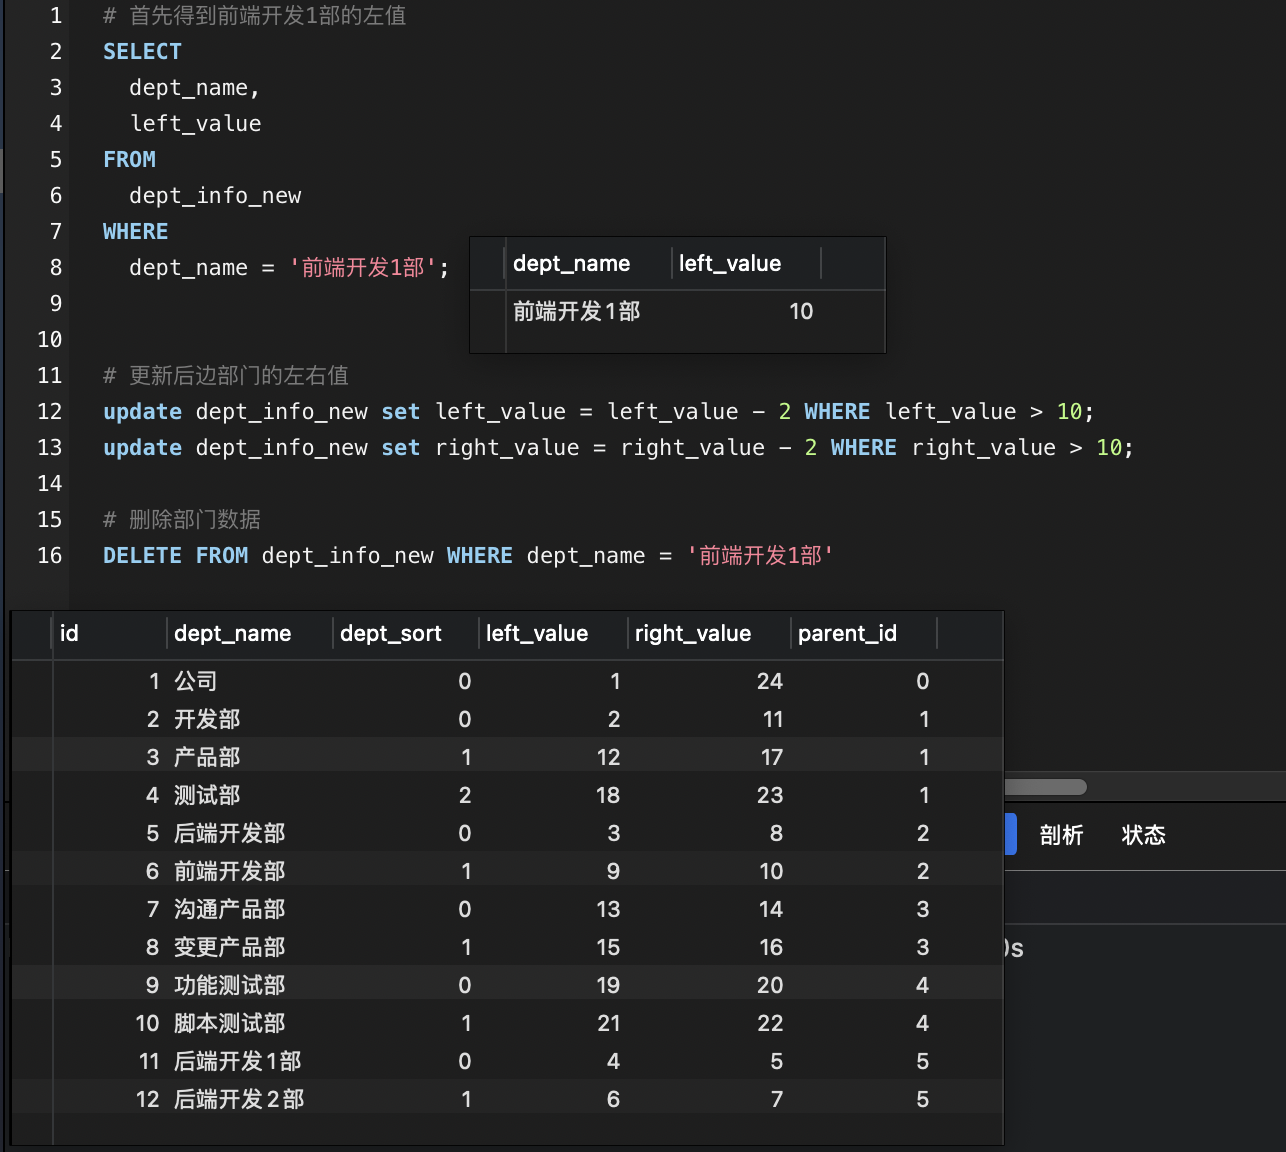 1 # 首先得到前端开发1部的左值
2 SELECT
3 dept_name,
4 left_value
5 FROM
6 dept_info_new
7 WHERE
8 dept_name = '前端开发1部';
9
10
dept_name left_value
前端开发1部 10
11 # 更新后边部门的左右值
12 update dept_info_new set left_value = left_value - 2 WHERE left_value > 10;
13 update dept_info_new set right_value = right_value - 2 WHERE right_value > 10;
14
15 # 删除部门数据
16 DELETE FROM dept_info_new WHERE dept_name = '前端开发1部'
id dept_name dept_sort left_value right_value parent_id
1 公司 0 1 24 0
2 开发部 0 2 11 1
3 产品部 1 12 17 1
4 测试部 2 18 23 1
5 后端开发部 0 3 8 2
6 前端开发部 1 9 10 2
7 沟通产品部 0 13 14 3
8 变更产品部 1 15 16 3
9 功能测试部 0 19 20 4
10 脚本测试部 1 21 22 4
11 后端开发1部 0 4 5 5
12 后端开发2部 1 6 7 5
剖析 状态